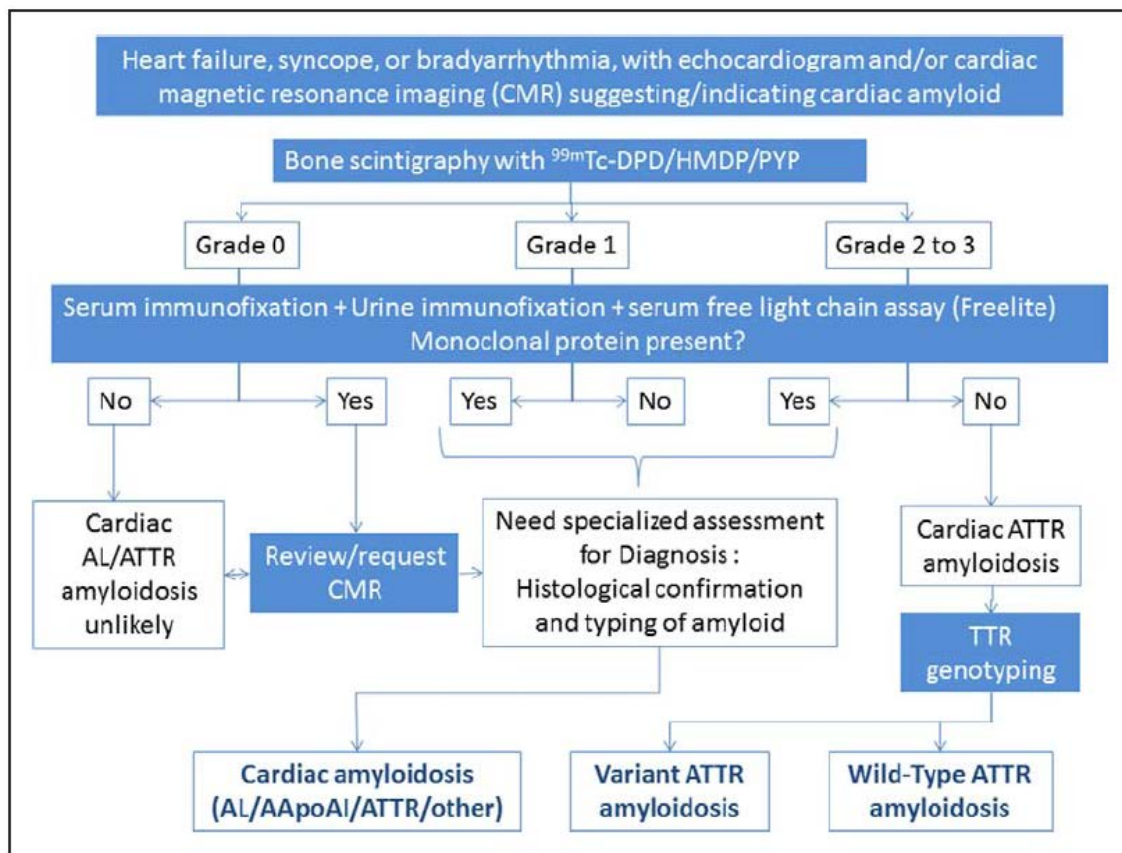 Heart failure, syncope, or bradyarrhythmia, with echocardiogram and/or cardiac
magnetic resonance imaging (CMR) suggesting/indicating cardiac amyloid
Bone scintigraphy with ⁹⁹ᵐTc-DPD/HMDP/PYP
Grade 0
Grade 1
Grade 2 to 3
Serum immunofixation + Urine immunofixation + serum free light chain assay (Freelite)
Monoclonal protein present?
No
Yes
Yes
No
Yes
No
Cardiac
AL/ATTR
amyloidosis
unlikely
Review/request
CMR
Need specialized assessment
for Diagnosis :
Histological confirmation
and typing of amyloid
Cardiac ATTR
amyloidosis
TTR
genotyping
Cardiac amyloidosis
(AL/AApoAI/ATTR/other)
Variant ATTR
amyloidosis
Wild-Type ATTR
amyloidosis